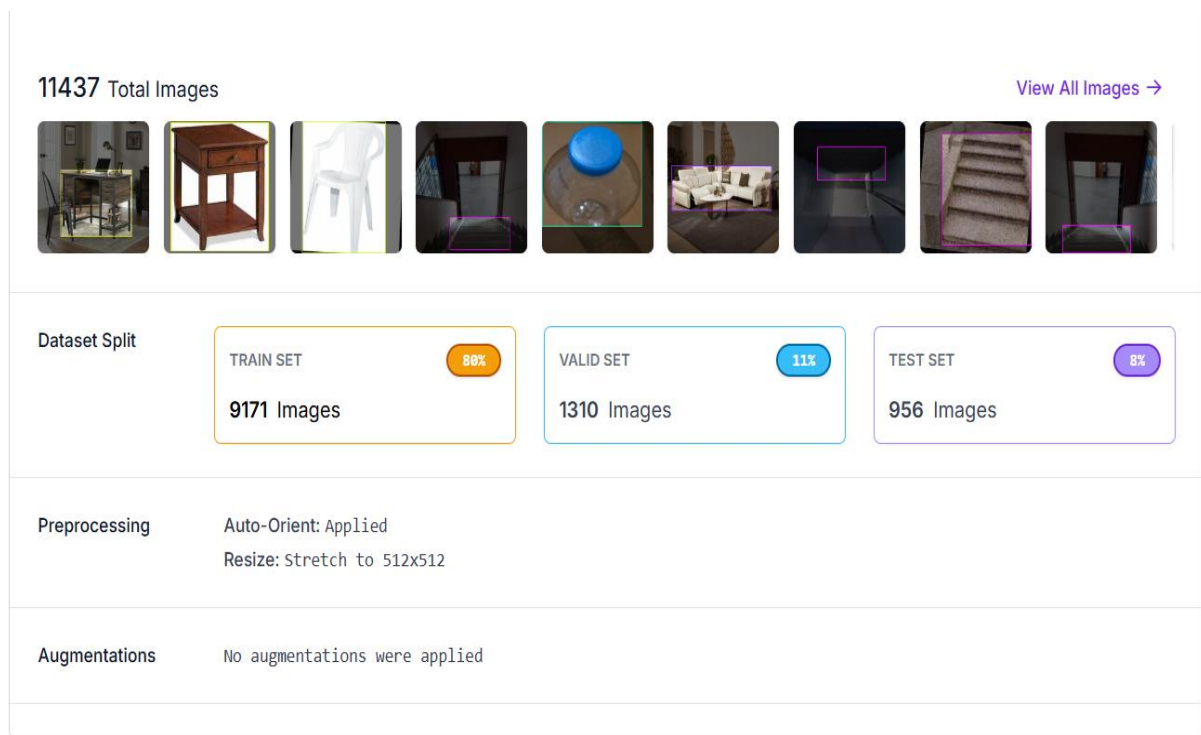 11437 Total Images
View All Images →
Dataset Split
TRAIN SET
80%
9171 Images
VALID SET
11%
1310 Images
TEST SET
8%
956 Images
Preprocessing
Auto-Orient: Applied
Resize: Stretch to 512x512
Augmentations
No augmentations were applied